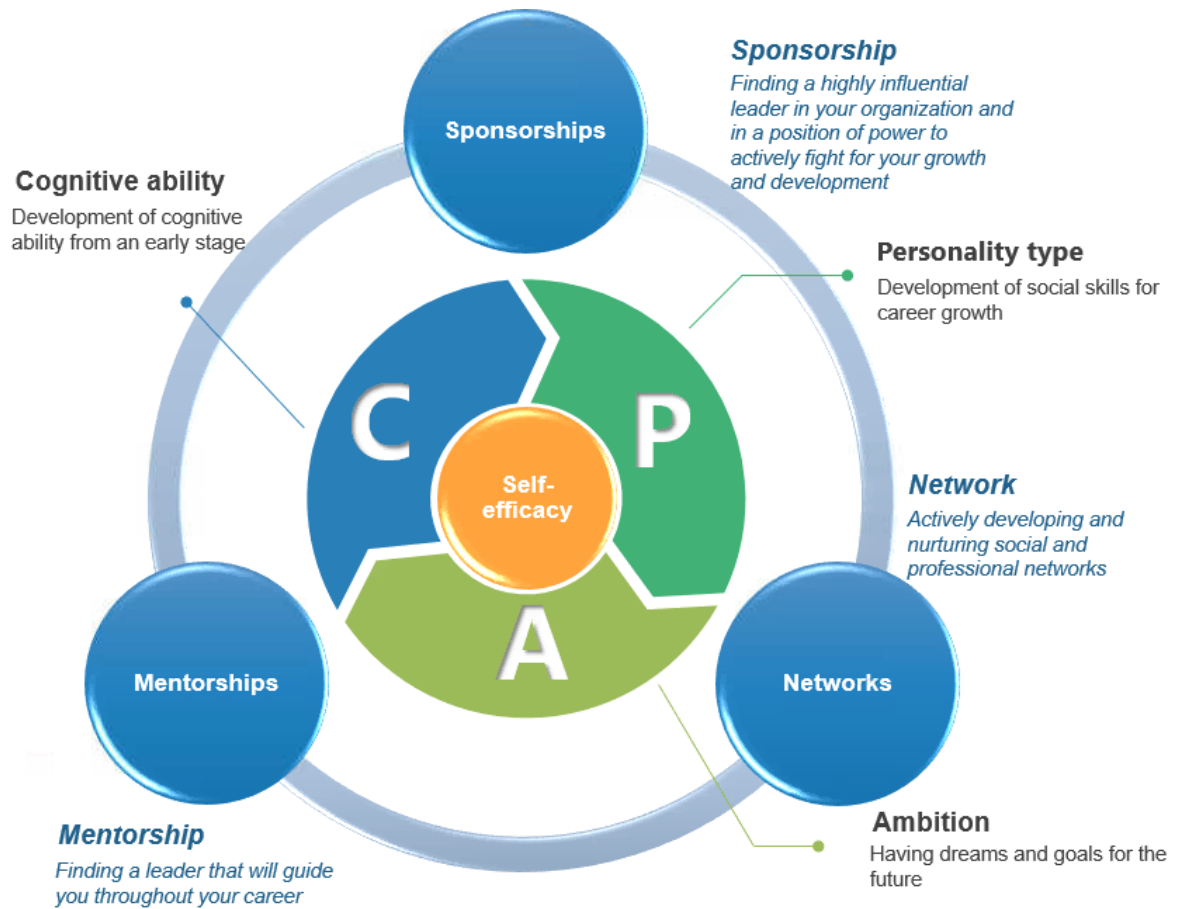 Sponsorships
Sponsorship
Finding a highly influential
leader in your organization and
in a position of power to
actively fight for your growth
and development
Cognitive ability
Development of cognitive
ability from an early stage
Personality type
Development of social skills for
career growth
C
P
Self-
efficacy
A
Network
Actively developing and
nurturing social and
professional networks
Mentorships
Networks
Mentorship
Finding a leader that will guide
you throughout your career
Ambition
Having dreams and goals for the
future